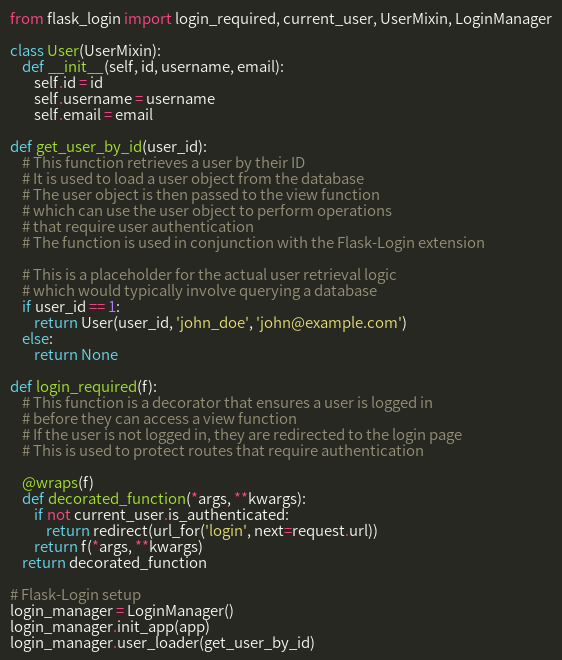 from flask_login import login_required, current_user, UserMixin, LoginManager

class User(UserMixin):
    def __init__(self, id, username, email):
        self.id = id
        self.username = username
        self.email = email

def get_user_by_id(user_id):
    # This function retrieves a user by their ID
    # It is used to load a user object from the database
    # The user object is then passed to the view function
    # which can use the user object to perform operations
    # that require user authentication
    # The function is used in conjunction with the Flask-Login extension

    # This is a placeholder for the actual user retrieval logic
    # which would typically involve querying a database
    if user_id == 1:
        return User(user_id, 'john_doe', 'john@example.com')
    else:
        return None

def login_required(f):
    # This function is a decorator that ensures a user is logged in
    # before they can access a view function
    # If the user is not logged in, they are redirected to the login page
    # This is used to protect routes that require authentication

    @wraps(f)
    def decorated_function(*args, **kwargs):
        if not current_user.is_authenticated:
            return redirect(url_for('login', next=request.url))
        return f(*args, **kwargs)
    return decorated_function

# Flask-Login setup
login_manager = LoginManager()
login_manager.init_app(app)
login_manager.user_loader(get_user_by_id)